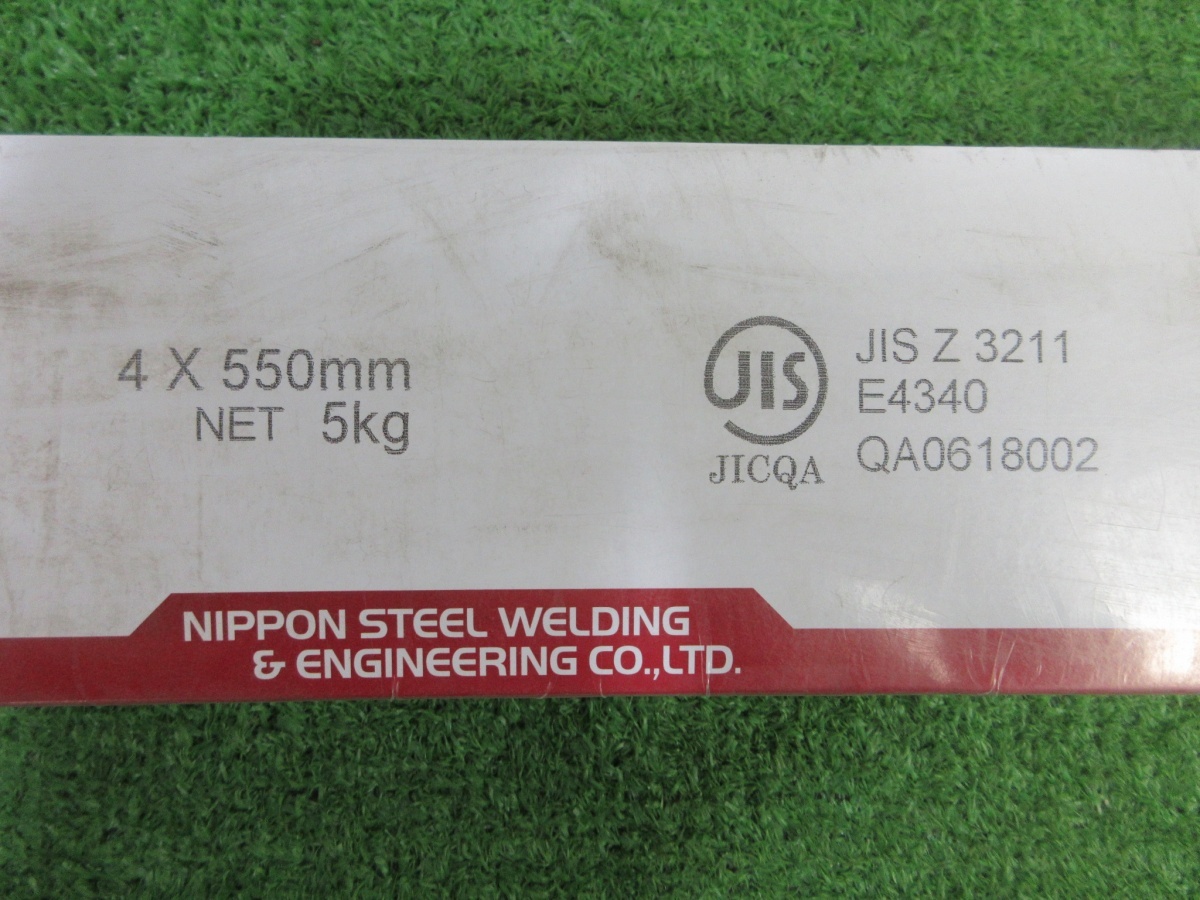 4 X 550mm
NET 5kg
JIS
JICQA
JIS Z 3211
E4340
QA0618002
NIPPON STEEL WELDING
& ENGINEERING CO.,LTD.